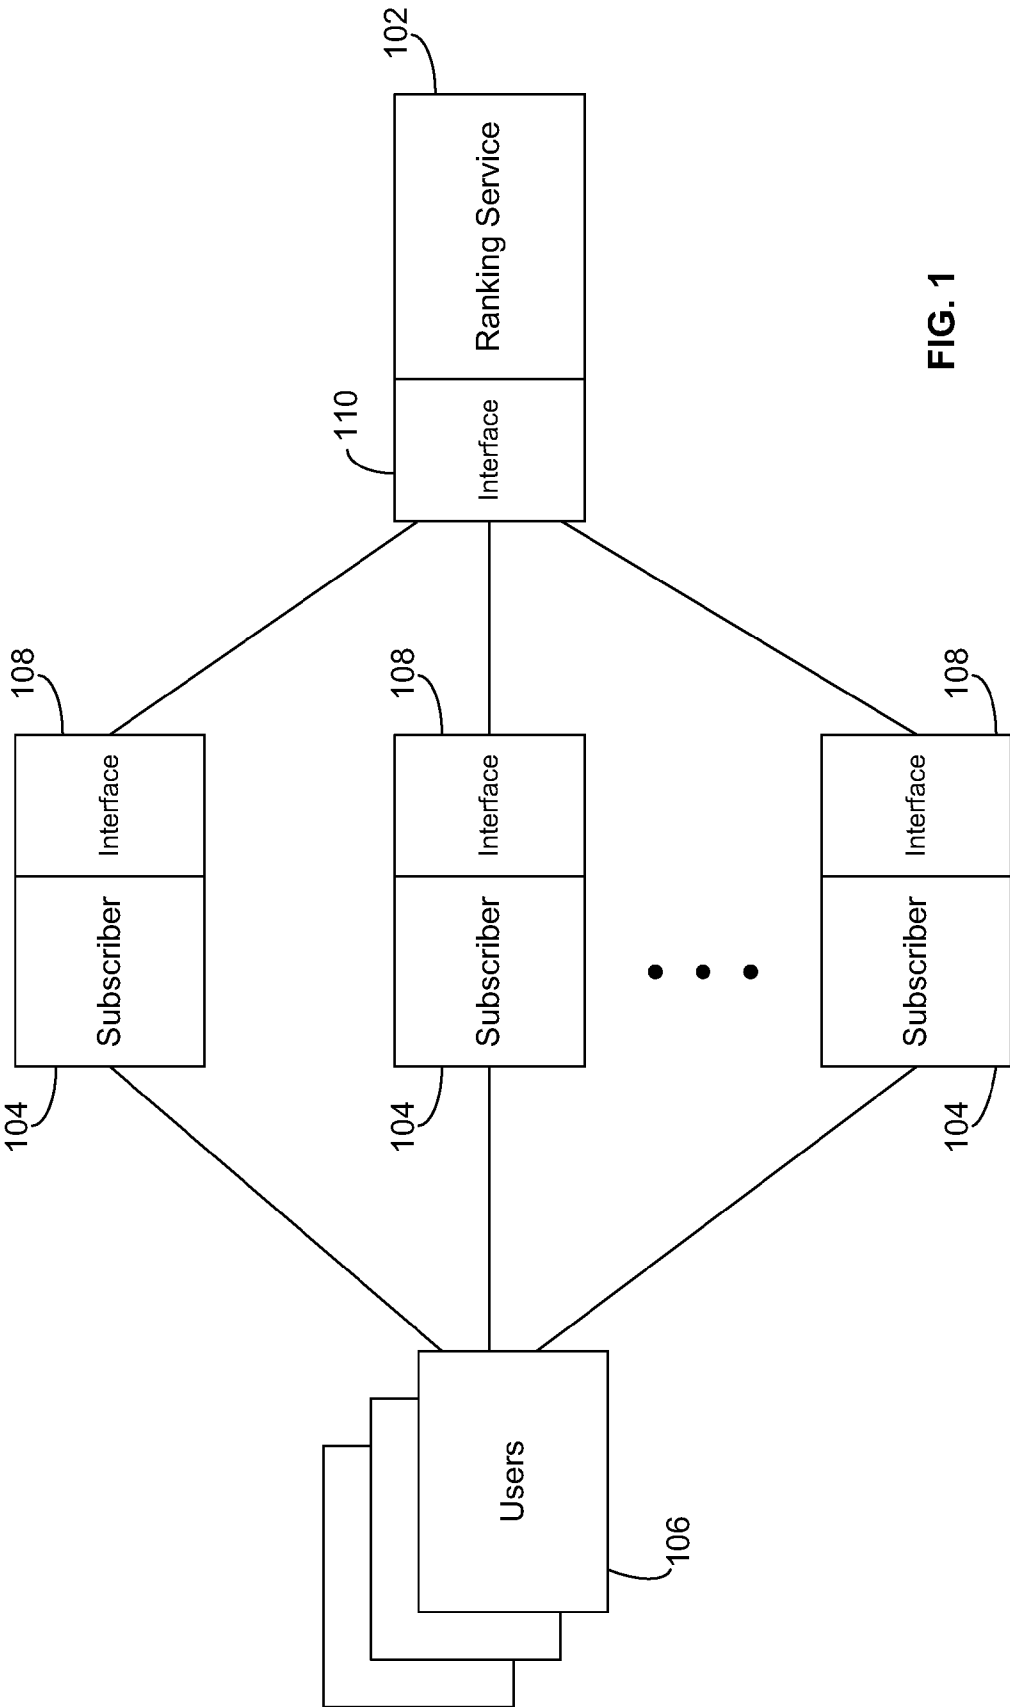 104
Subscriber
Interface
108
104
Subscriber
Interface
108
Users
106
110
Interface
Ranking Service
102
104
Subscriber
Interface
108
FIG. 1